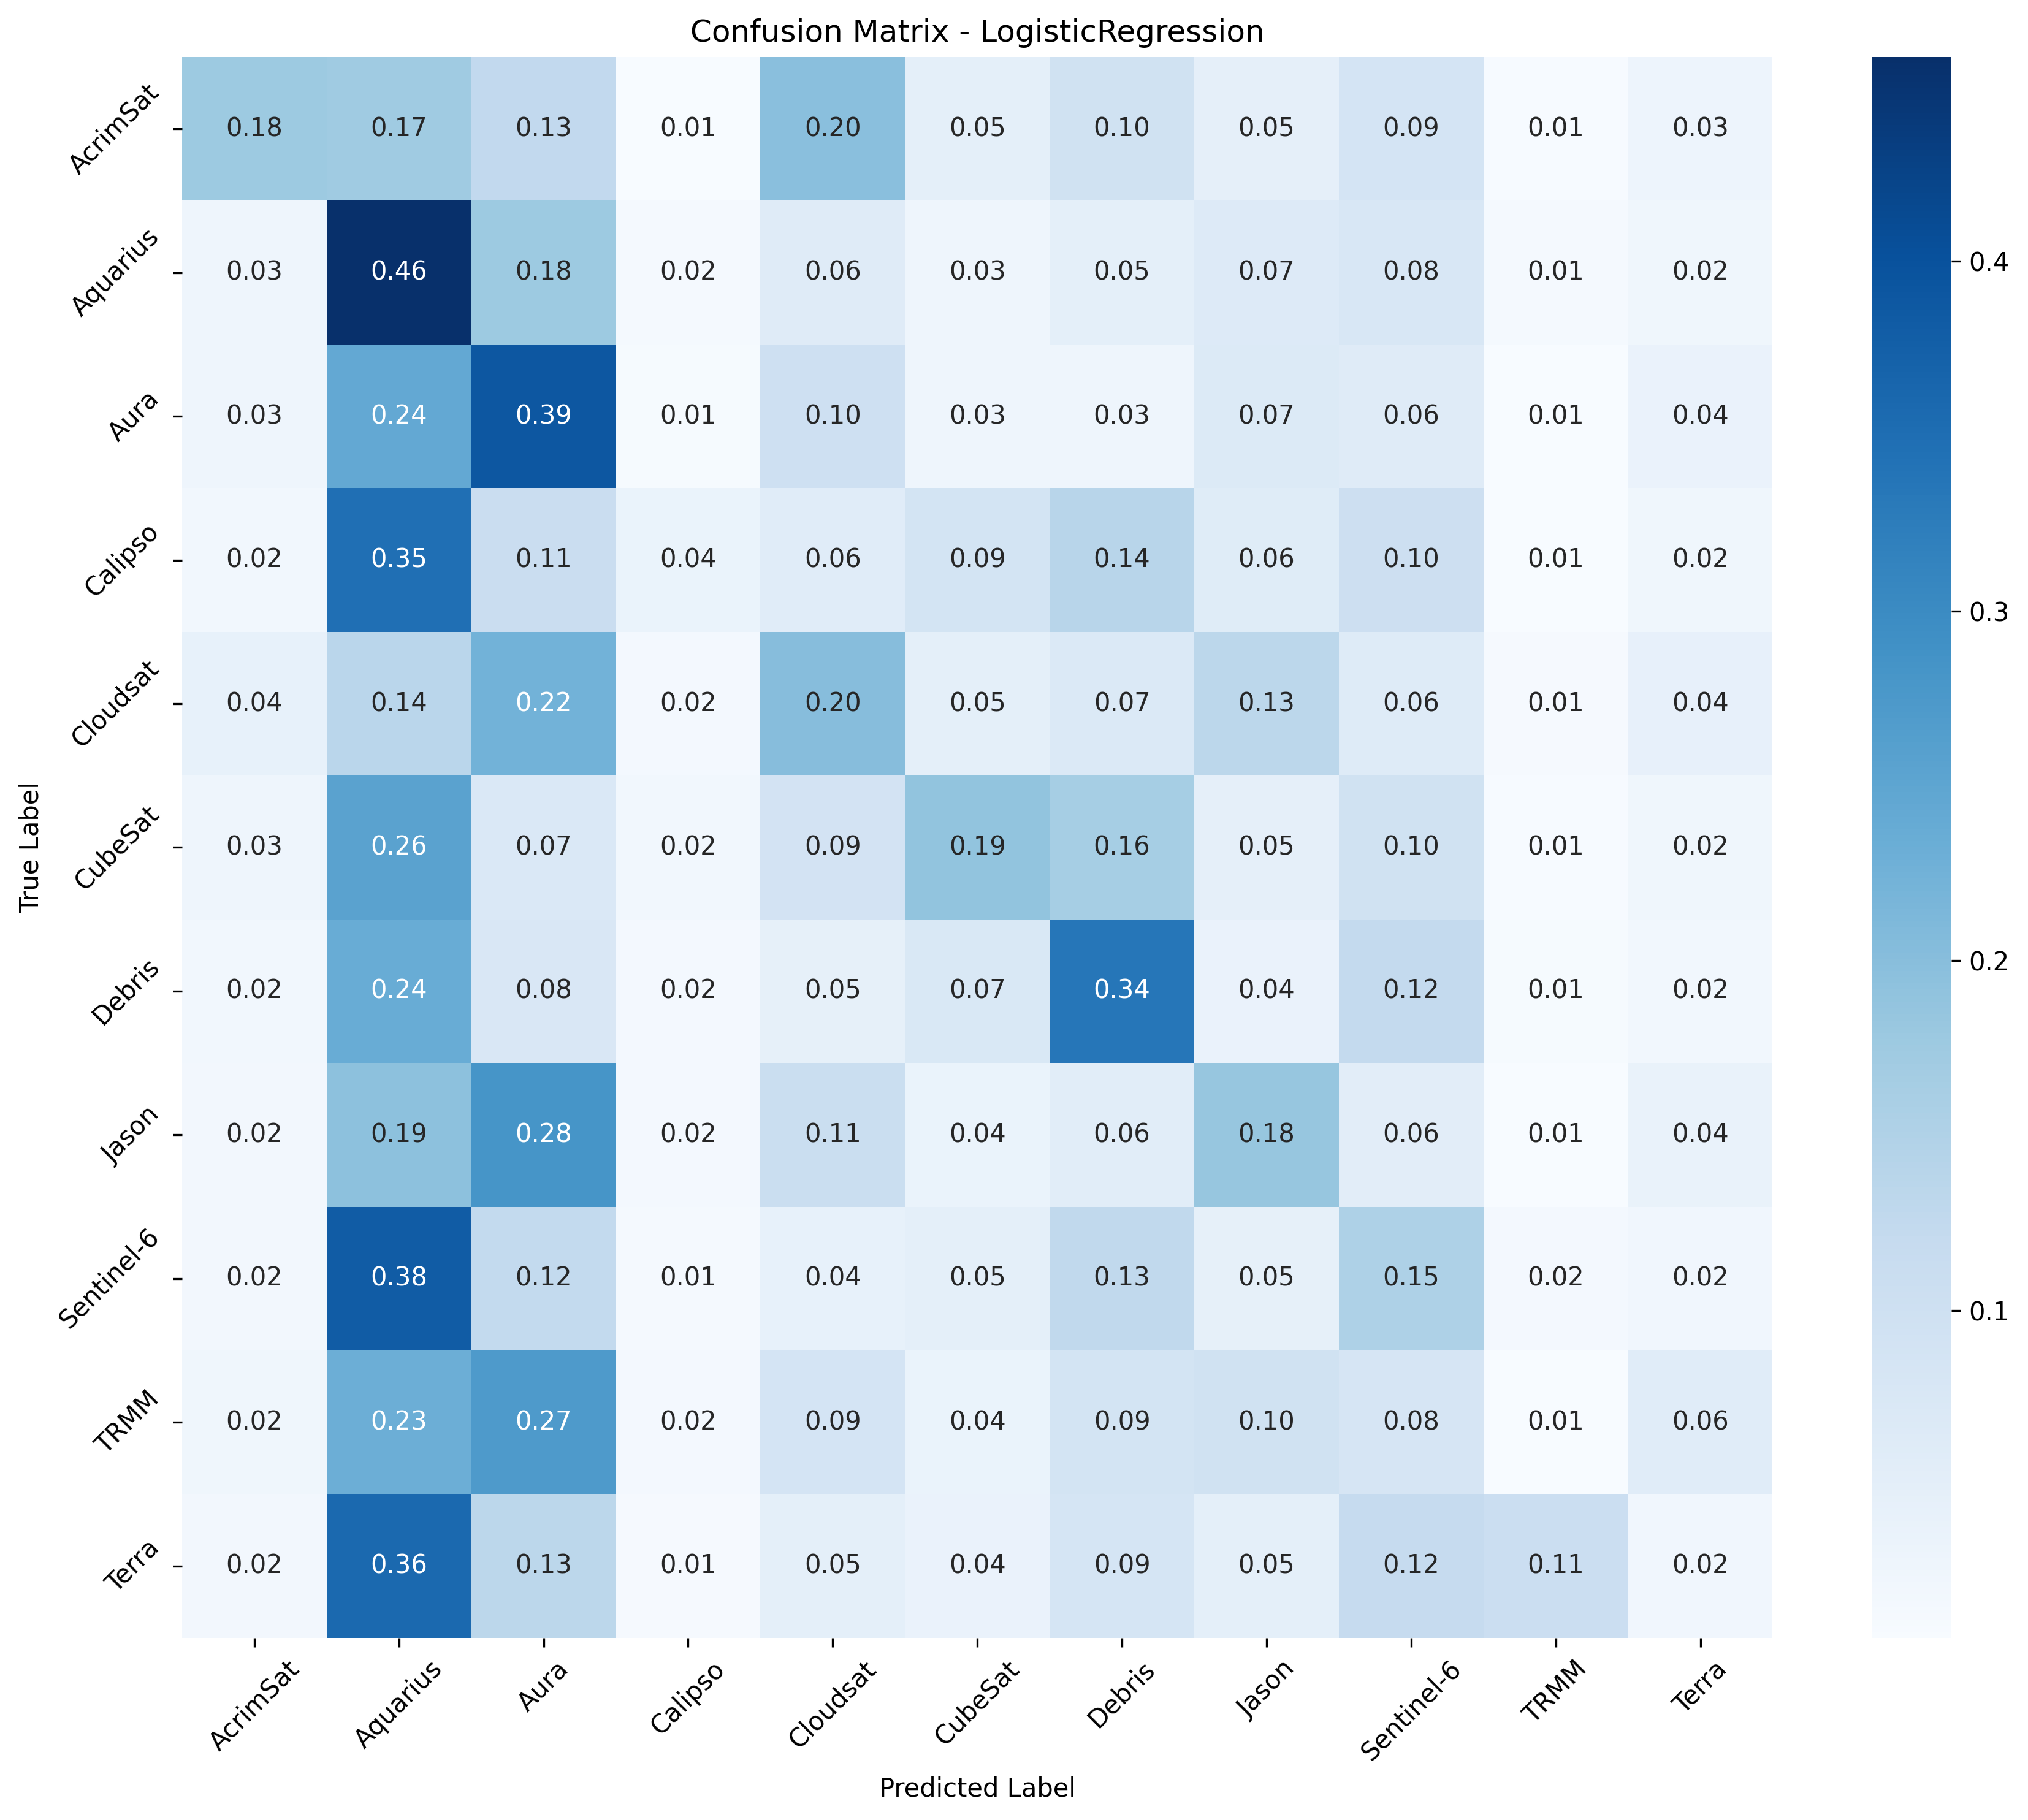 Confusion Matrix - LogisticRegression
True Label
AcrimSat 0.18 0.17 0.13 0.01 0.20 0.05 0.10 0.05 0.09 0.01 0.03
Aquarius 0.03 0.46 0.18 0.02 0.06 0.03 0.05 0.07 0.08 0.01 0.02
Aura 0.03 0.24 0.39 0.01 0.10 0.03 0.03 0.07 0.06 0.01 0.04
Calipso 0.02 0.35 0.11 0.04 0.06 0.09 0.14 0.06 0.10 0.01 0.02
Cloudsat 0.04 0.14 0.22 0.02 0.20 0.05 0.07 0.13 0.06 0.01 0.04
CubeSat 0.03 0.26 0.07 0.02 0.09 0.19 0.16 0.05 0.10 0.01 0.02
Debris 0.02 0.24 0.08 0.02 0.05 0.07 0.34 0.04 0.12 0.01 0.02
Jason 0.02 0.19 0.28 0.02 0.11 0.04 0.06 0.18 0.06 0.01 0.04
Sentinel-6 0.02 0.38 0.12 0.01 0.04 0.05 0.13 0.05 0.15 0.02 0.02
TRMM 0.02 0.23 0.27 0.02 0.09 0.04 0.09 0.10 0.08 0.01 0.06
Terra 0.02 0.36 0.13 0.01 0.05 0.04 0.09 0.05 0.12 0.11 0.02
AcrimSat Aquarius Aura Calipso Cloudsat CubeSat Debris Jason Sentinel-6 TRMM Terra
Predicted Label
0.4
0.3
0.2
0.1